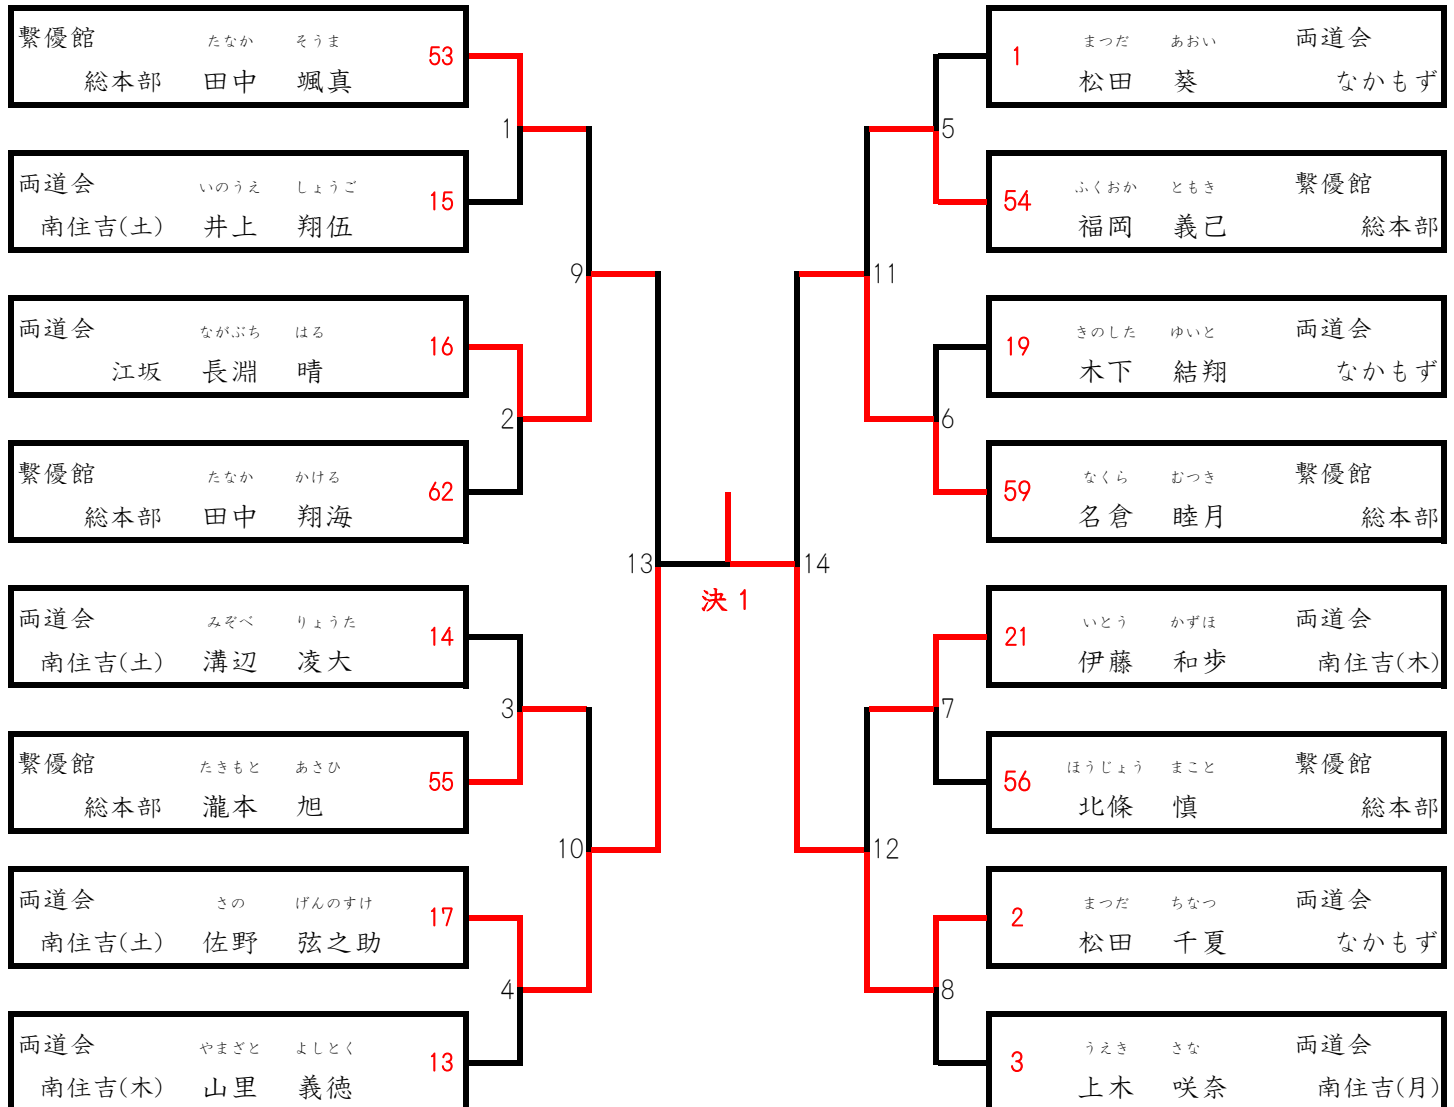 繋優館 たなか そうま 53
総本部 田中 颯真
1
両道会 いのうえ しょうご 15
南住吉(土) 井上 翔伍
9
両道会 ながぶち はる 16
江坂 長淵 晴
2
繋優館 たなか かける 62
総本部 田中 翔海
13
両道会 みぞべ りょうた 14
南住吉(土) 溝辺 凌大
3
繋優館 たきもと あさひ 55
総本部 瀧本 旭
10
両道会 さの げんのすけ 17
南住吉(土) 佐野 弦之助
4
両道会 やまざと よしとく 13
南住吉(木) 山里 義徳
決 1
1 まつだ あおい 両道会
松田 葵 なかもず
5
54 ふくおか ともき 繋優館
福岡 義己 総本部
11
19 きのした ゆいと 両道会
木下 結翔 なかもず
6
59 なくら むつき 繋優館
名倉 睦月 総本部
14
21 いとう かずほ 両道会
伊藤 和歩 南住吉(木)
7
56 ほうじょう まこと 繋優館
北條 慎 総本部
12
2 まつだ ちなつ 両道会
松田 千夏 なかもず
8
3 うえき さな 両道会
上木 咲奈 南住吉(月)